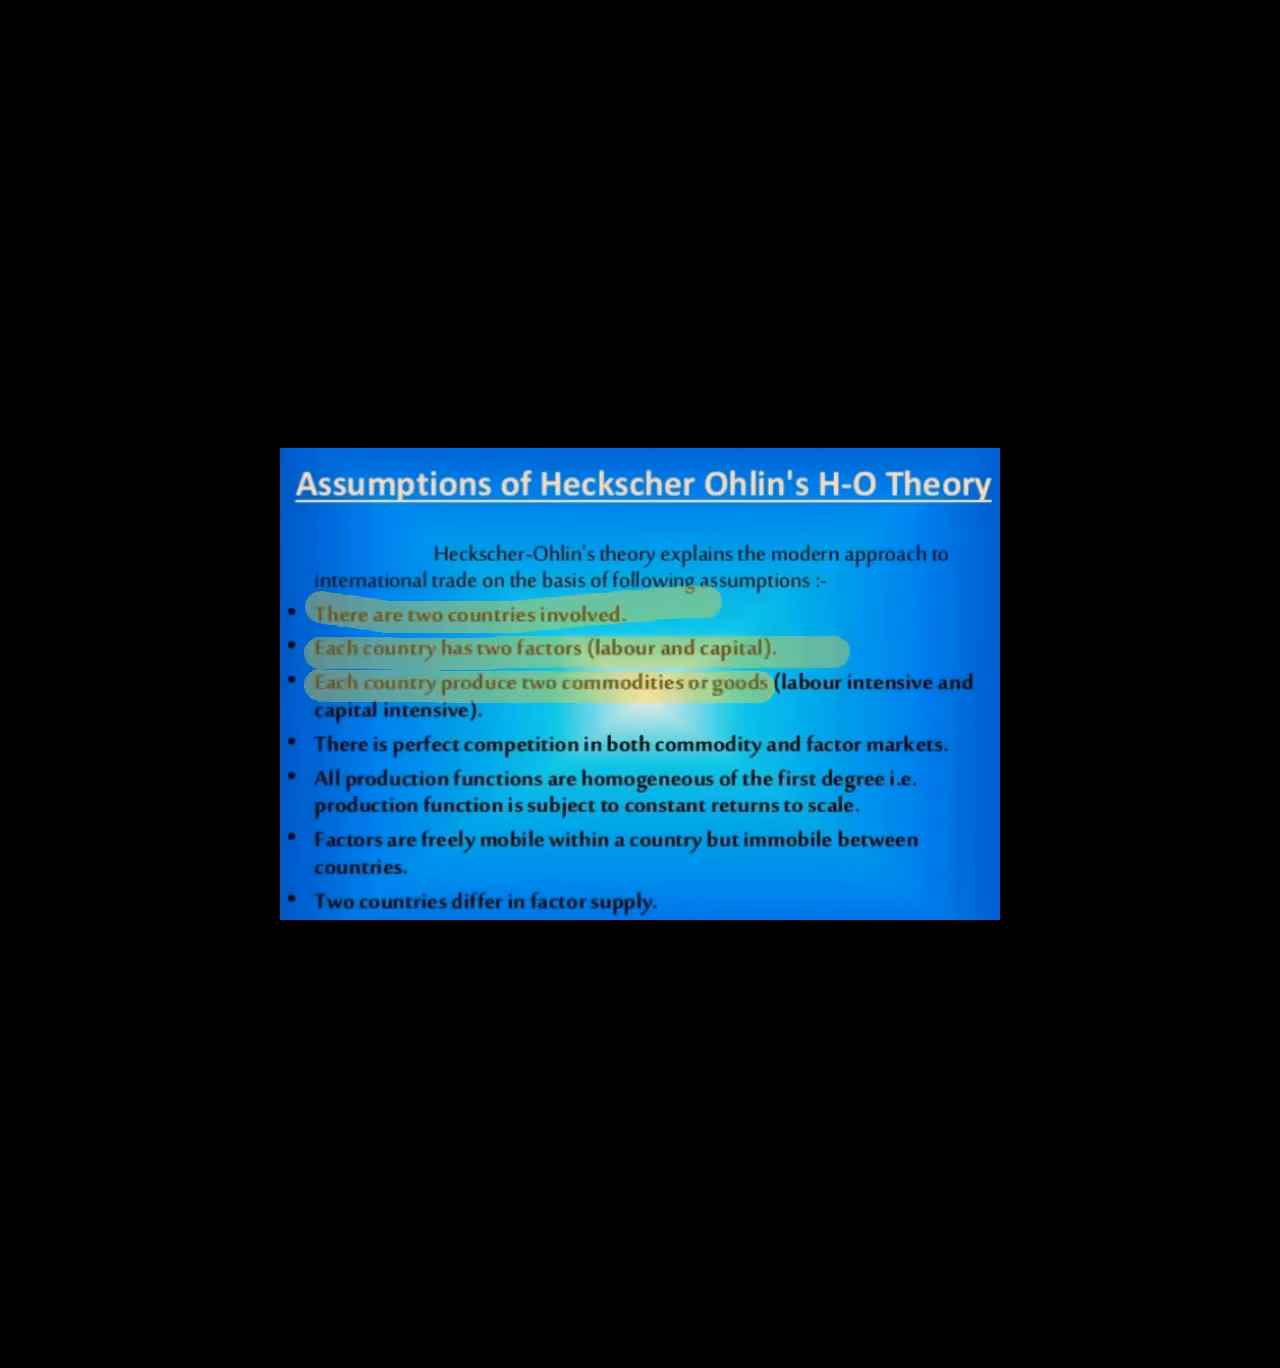 Assumptions of Heckscher Ohlin's H-O Theory
Heckscher-Ohlin's theory explains the modern approach to
international trade on the basis of following assumptions :-
• There are two countries involved.
• Each country has two factors (labour and capital).
• Each country produce two commodities or goods (labour intensive and
capital intensive).
• There is perfect competition in both commodity and factor markets.
• All production functions are homogeneous of the first degree i.e.
production function is subject to constant returns to scale.
• Factors are freely mobile within a country but immobile between
countries.
• Two countries differ in factor supply.